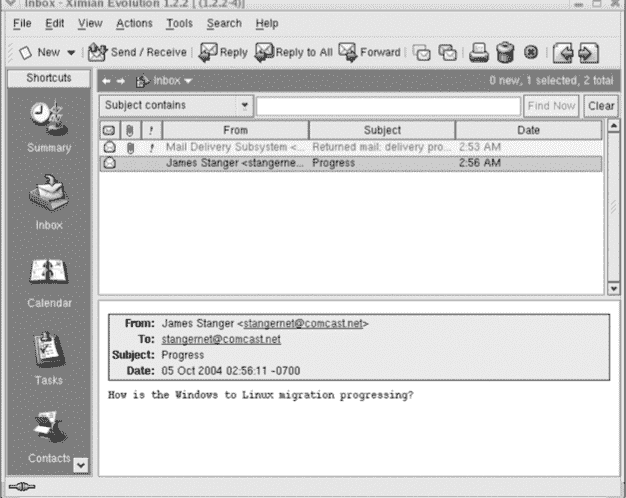 Inbox - Ximian Evolution 1.2.2 [ (1.2.2-4)]
File Edit View Actions Tools Search Help
New Send / Receive Reply Reply to All Forward
Shortcuts
Inbox 0 new, 1 selected, 2 total
Subject contains Find Now Clear
! From Subject Date
! Mail Delivery Subsystem <... Returned mail: delivery pro... 2:53 AM
James Stanger <stangerne... Progress 2:56 AM
Summary
Inbox
Calendar
Tasks
Contacts
From: James Stanger <stangernet@comcast.net>
To: stangernet@comcast.net
Subject: Progress
Date: 05 Oct 2004 02:56:11 -0700
How is the Windows to Linux migration progressing?